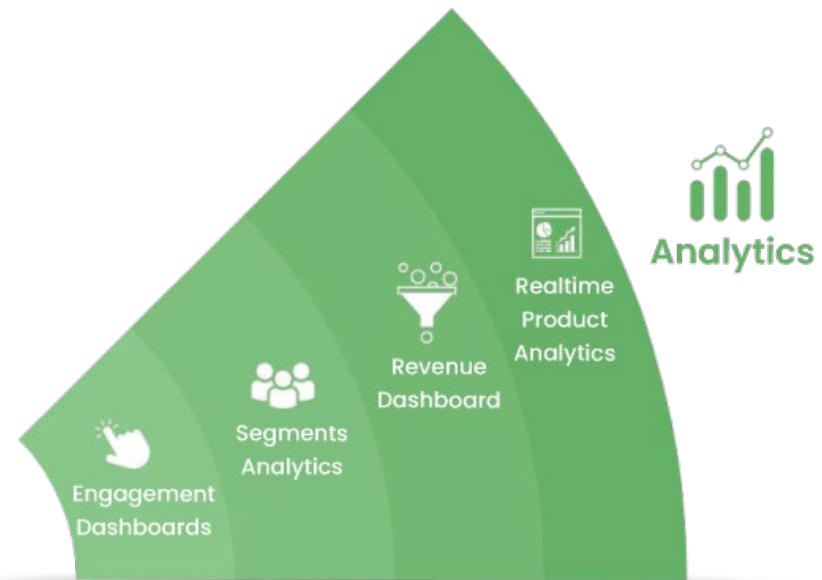 Analytics
Realtime
Product
Analytics
Revenue
Dashboard
Segments
Analytics
Engagement
Dashboards